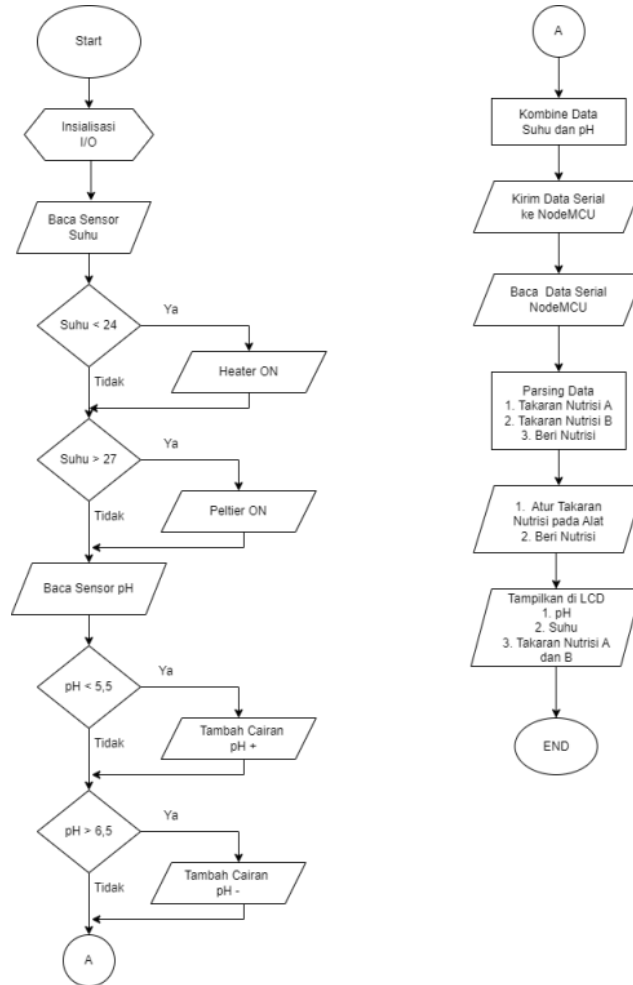 Start
Insialisasi
I/O
Baca Sensor
Suhu
Suhu < 24
Ya
Heater ON
Tidak
Suhu > 27
Ya
Peltier ON
Tidak
Baca Sensor pH
pH < 5,5
Ya
Tambah Cairan
pH +
Tidak
pH > 6,5
Ya
Tambah Cairan
pH -
Tidak
A
A
Kombine Data
Suhu dan pH
Kirim Data Serial
ke NodeMCU
Baca Data Serial
NodeMCU
Parsing Data
1. Takaran Nutrisi A
2. Takaran Nutrisi B
3. Beri Nutrisi
1. Atur Takaran
Nutrisi pada Alat
2. Beri Nutrisi
Tampilkan di LCD
1. pH
2. Suhu
3. Takaran Nutrisi A
dan B
END